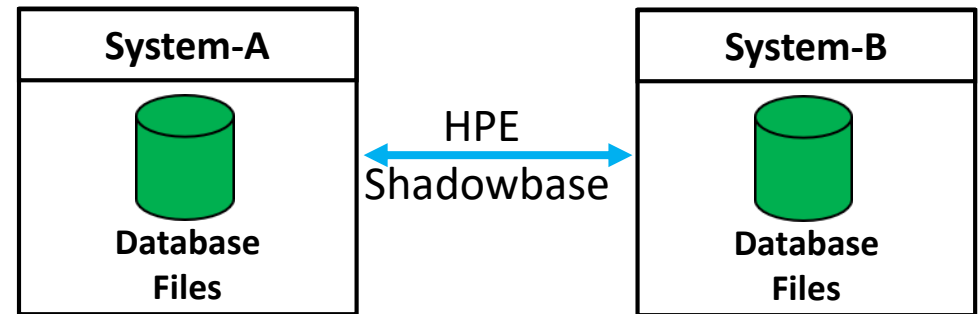 System-A
Database
Files
HPE
Shadowbase
System-B
Database
Files